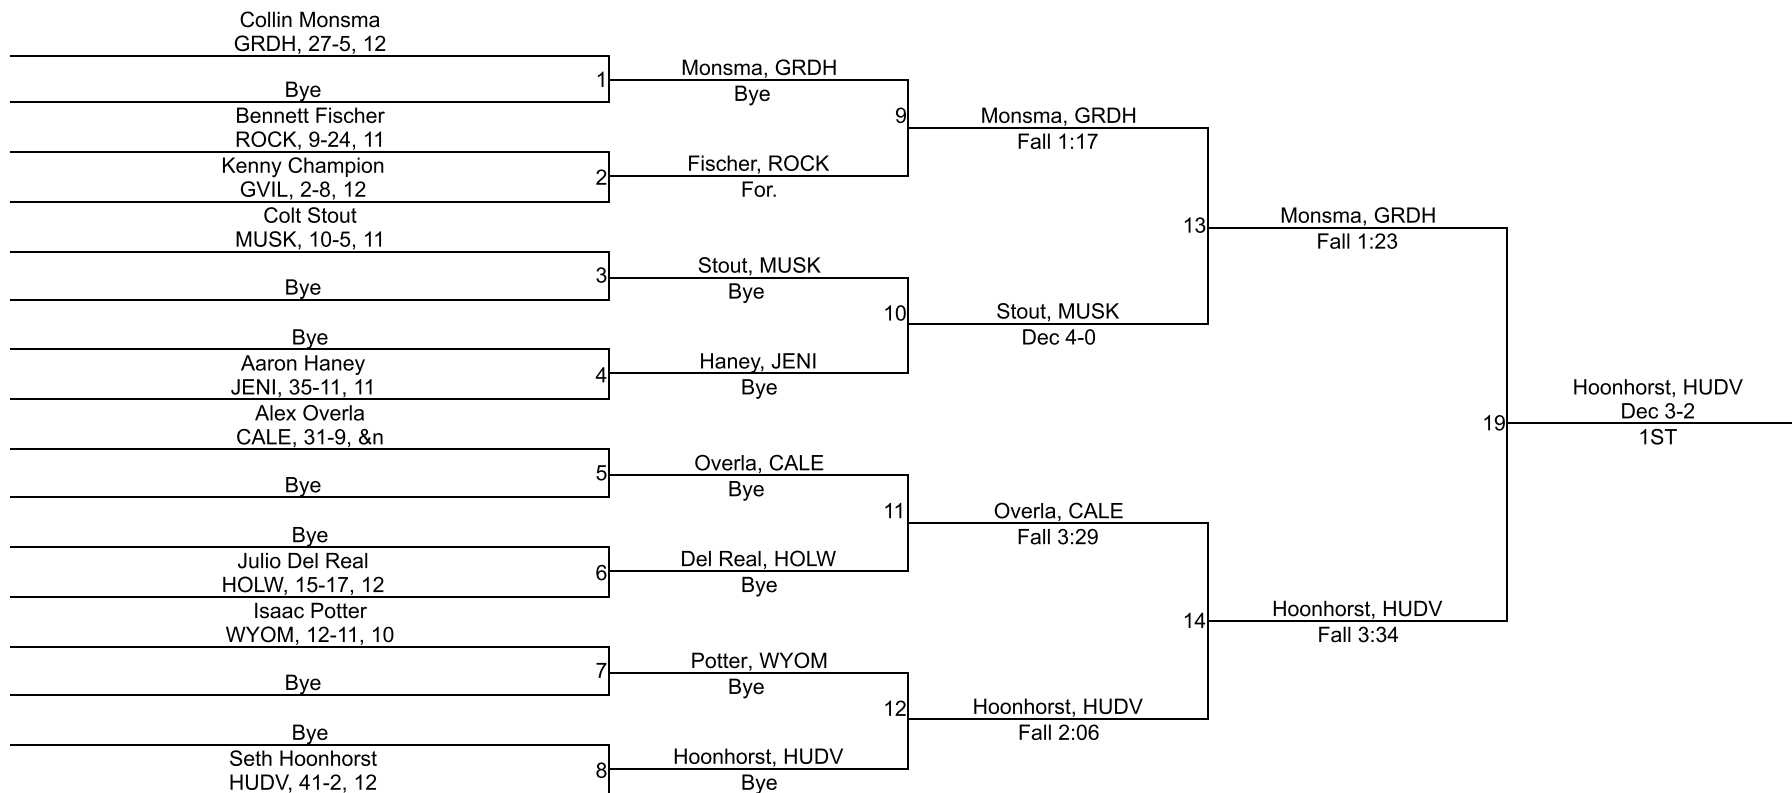 Collin Monsma
GRDH, 27-5, 12
Bye
1
Bennett Fischer
ROCK, 9-24, 11
Kenny Champion
GVIL, 2-8, 12
2
Colt Stout
MUSK, 10-5, 11
Bye
3
Bye
Aaron Haney
JENI, 35-11, 11
4
Alex Overla
CALE, 31-9, &n
Bye
5
Bye
Julio Del Real
HOLW, 15-17, 12
6
Isaac Potter
WYOM, 12-11, 10
Bye
7
Bye
Seth Hoonhorst
HUDV, 41-2, 12
8
Monsma, GRDH
Bye
9
Fischer, ROCK
For.
Stout, MUSK
Bye
10
Haney, JENI
Bye
Overla, CALE
Bye
11
Del Real, HOLW
Bye
Potter, WYOM
Bye
12
Hoonhorst, HUDV
Bye
Monsma, GRDH
Fall 1:17
13
Stout, MUSK
Dec 4-0
Overla, CALE
Fall 3:29
14
Hoonhorst, HUDV
Fall 2:06
Monsma, GRDH
Fall 1:23
19
Hoonhorst, HUDV
Fall 3:34
Hoonhorst, HUDV
Dec 3-2
1ST